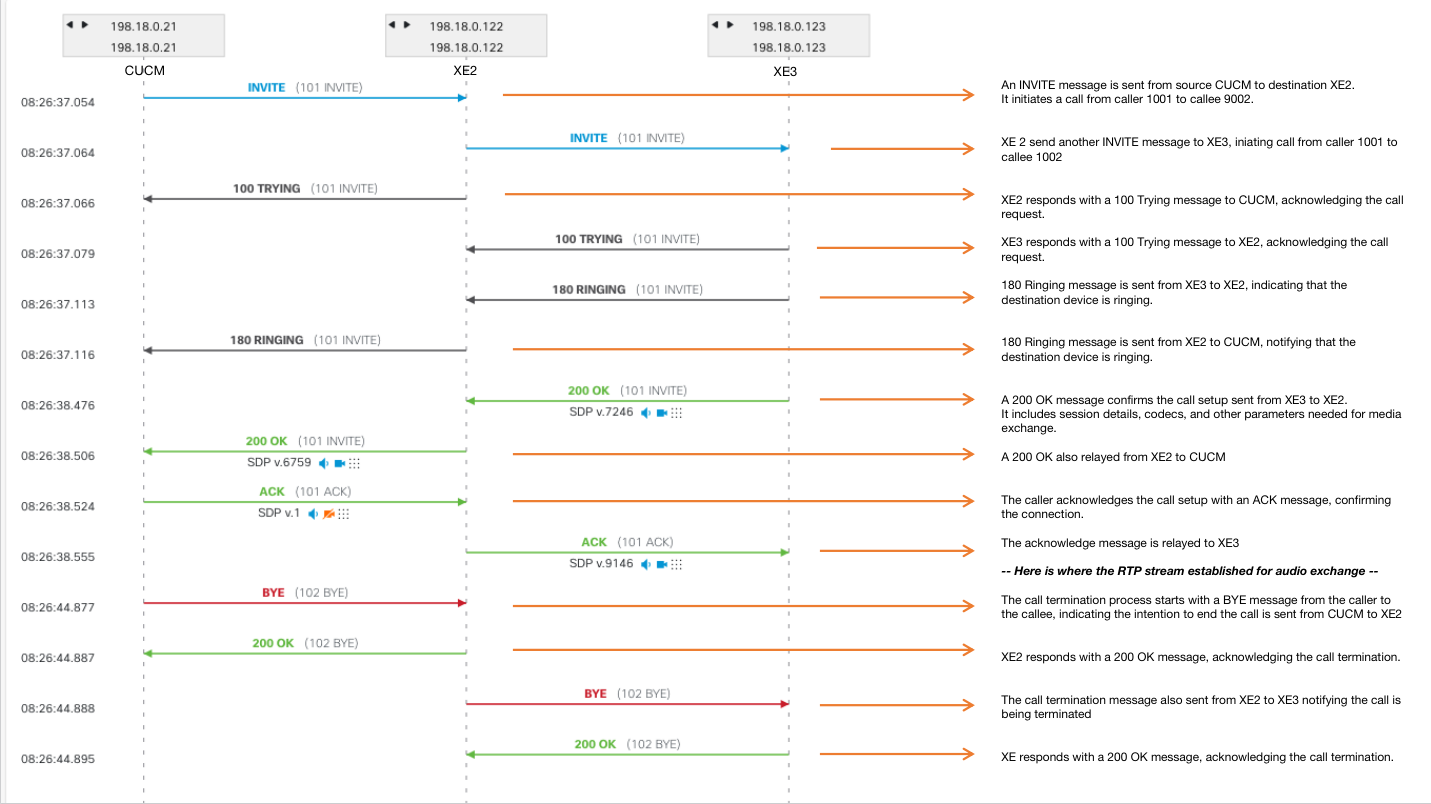 198.18.0.21
198.18.0.21
198.18.0.122
198.18.0.122
198.18.0.123
198.18.0.123
CUCM
XE2
XE3
08:26:37.054
INVITE (101 INVITE)
An INVITE message is sent from source CUCM to destination XE2.
It initiates a call from caller 1001 to callee 9002.
08:26:37.064
INVITE (101 INVITE)
XE 2 send another INVITE message to XE3, iniating call from caller 1001 to
callee 1002
08:26:37.066
100 TRYING (101 INVITE)
XE2 responds with a 100 Trying message to CUCM, acknowledging the call
request.
08:26:37.079
100 TRYING (101 INVITE)
XE3 responds with a 100 Trying message to XE2, acknowledging the call
request.
08:26:37.113
180 RINGING (101 INVITE)
180 Ringing message is sent from XE3 to XE2, indicating that the
destination device is ringing.
08:26:37.116
180 RINGING (101 INVITE)
180 Ringing message is sent from XE2 to CUCM, notifying that the
destination device is ringing.
08:26:38.476
200 OK (101 INVITE)
SDP v.7246
A 200 OK message confirms the call setup sent from XE3 to XE2.
It includes session details, codecs, and other parameters needed for media
exchange.
08:26:38.506
200 OK (101 INVITE)
SDP v.6759
A 200 OK also relayed from XE2 to CUCM
08:26:38.524
ACK (101 ACK)
SDP v.1
The caller acknowledges the call setup with an ACK message, confirming
the connection.
08:26:38.555
ACK (101 ACK)
SDP v.9146
The acknowledge message is relayed to XE3
-- Here is where the RTP stream established for audio exchange --
08:26:44.877
BYE (102 BYE)
The call termination process starts with a BYE message from the caller to
the callee, indicating the intention to end the call is sent from CUCM to XE2
08:26:44.887
200 OK (102 BYE)
XE2 responds with a 200 OK message, acknowledging the call termination.
08:26:44.888
BYE (102 BYE)
The call termination message also sent from XE2 to XE3 notifying the call is
being terminated
08:26:44.895
200 OK (102 BYE)
XE responds with a 200 OK message, acknowledging the call termination.